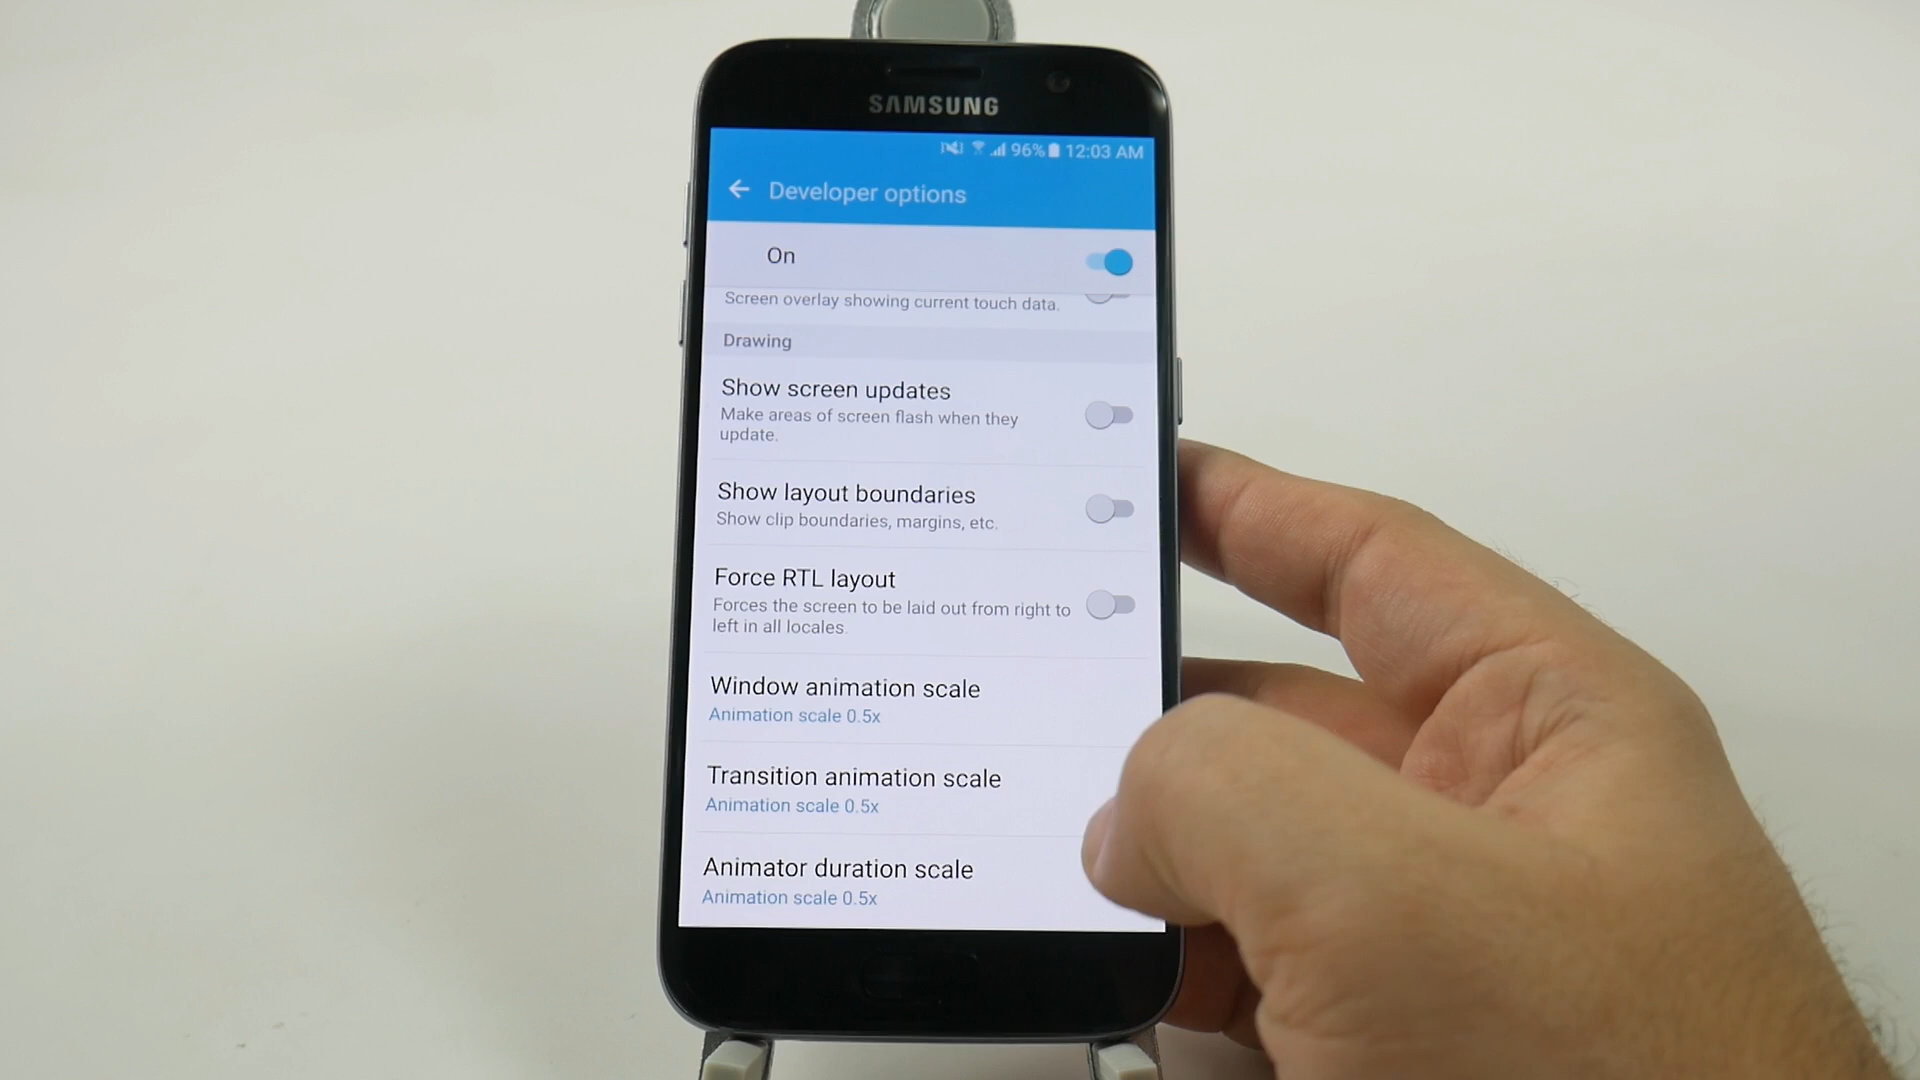 SAMSUNG
96% 12:03 AM
Developer options
On
Screen overlay showing current touch data.
Drawing
Show screen updates
Make areas of screen flash when they
update.
Show layout boundaries
Show clip boundaries, margins, etc.
Force RTL layout
Forces the screen to be laid out from right to
left in all locales.
Window animation scale
Animation scale 0.5x
Transition animation scale
Animation scale 0.5x
Animator duration scale
Animation scale 0.5x